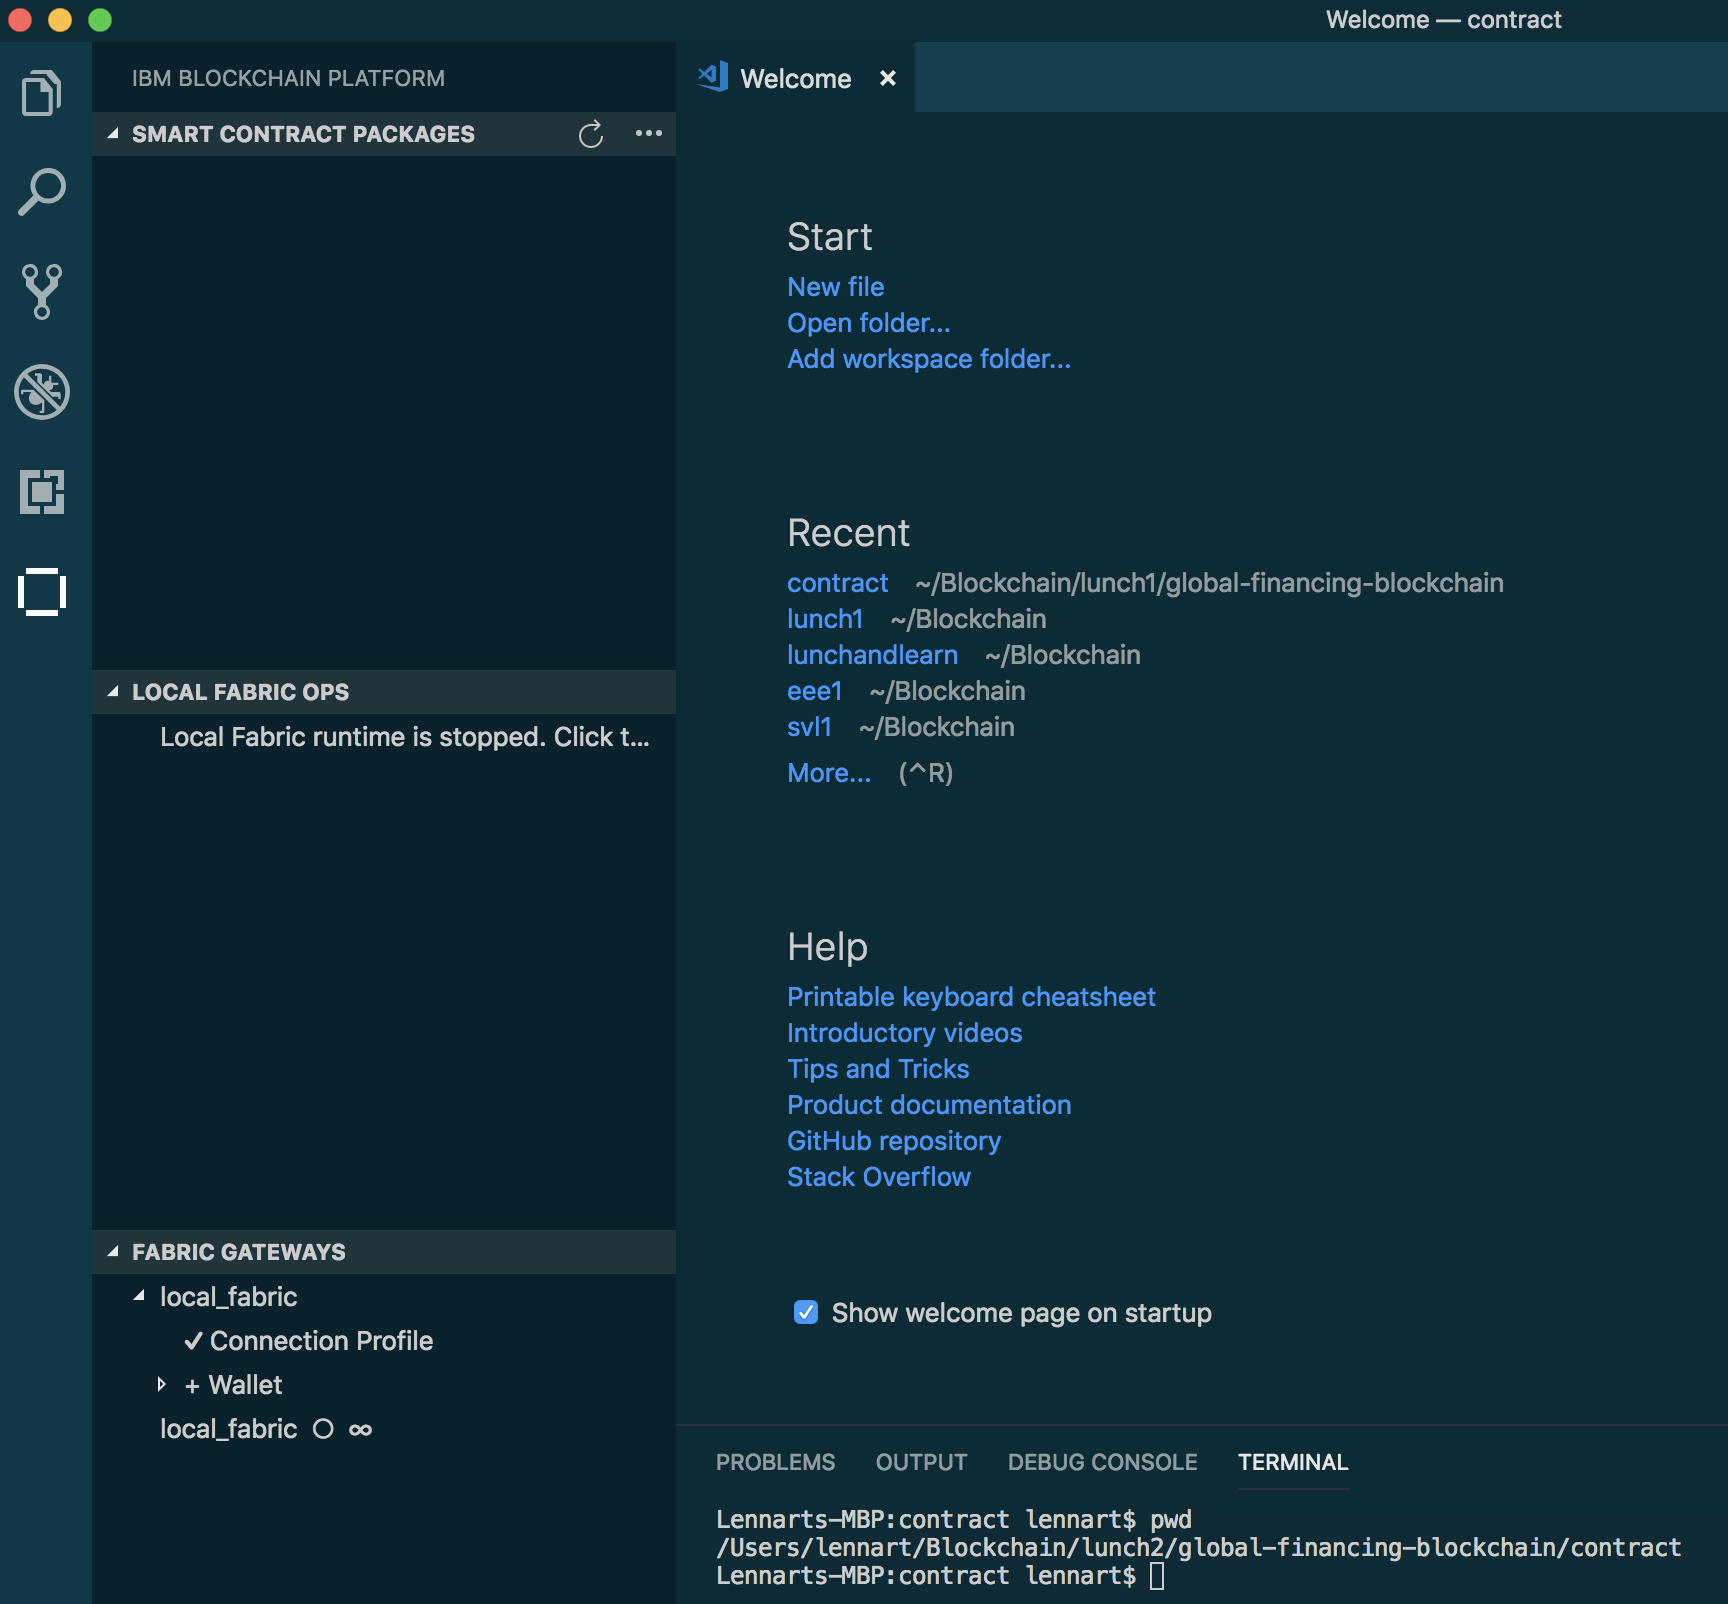 Welcome — contract
IBM BLOCKCHAIN PLATFORM
SMART CONTRACT PACKAGES
LOCAL FABRIC OPS
Local Fabric runtime is stopped. Click t...
FABRIC GATEWAYS
local_fabric
✓ Connection Profile
+ Wallet
local_fabric ○ ∞
Welcome ×
Start
New file
Open folder...
Add workspace folder...
Recent
contract ~/Blockchain/lunch1/global-financing-blockchain
lunch1 ~/Blockchain
lunchandlearn ~/Blockchain
eee1 ~/Blockchain
svl1 ~/Blockchain
More... (^R)
Help
Printable keyboard cheatsheet
Introductory videos
Tips and Tricks
Product documentation
GitHub repository
Stack Overflow
Show welcome page on startup
PROBLEMS OUTPUT DEBUG CONSOLE TERMINAL
Lennarts-MBP:contract lennart$ pwd
/Users/lennart/Blockchain/lunch2/global-financing-blockchain/contract
Lennarts-MBP:contract lennart$